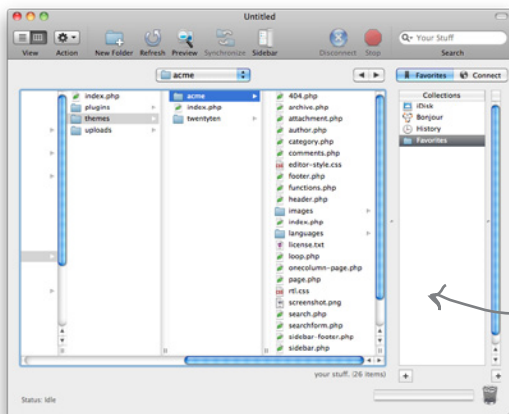 Untitled
View Action New Folder Refresh Preview Synchronize Sidebar Disconnect Stop Search
Your Stuff
acme
Favorites Connect
index.php
plugins
themes
uploads
acme
index.php
twentyten
404.php
archive.php
attachment.php
author.php
category.php
comments.php
editor-style.css
footer.php
functions.php
header.php
images
index.php
languages
license.txt
loop.php
onecolumn-page.php
page.php
rtl.css
screenshot.png
search.php
searchform.php
sidebar-footer.php
sidebar.php
Collections
iDisk
Bonjour
History
Favorites
your stuff. (26 items)
Status: Idle